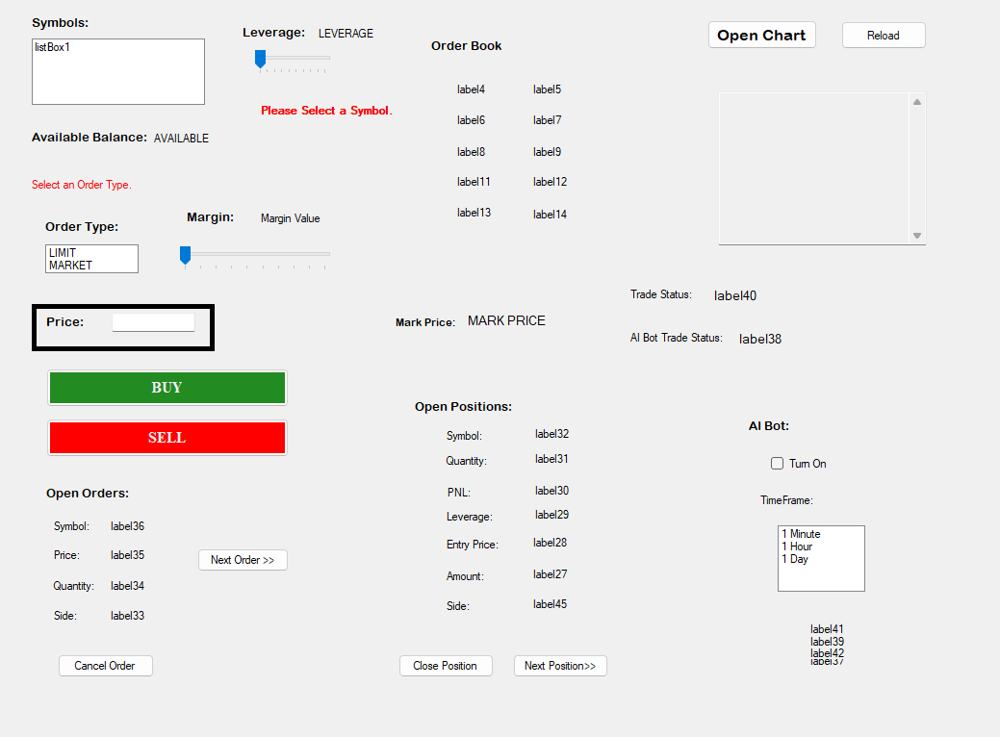 Symbols:
listBox1
Leverage: LEVERAGE
Please Select a Symbol.
Available Balance: AVAILABLE
Select an Order Type.
Order Type:
LIMIT
MARKET
Margin: Margin Value
Price:
BUY
SELL
Order Book
label4 label5
label6 label7
label8 label9
label11 label12
label13 label14
Open Chart
Reload
Mark Price: MARK PRICE
Trade Status: label40
AI Bot Trade Status: label38
Open Orders:
Symbol: label36
Price: label35
Quantity: label34
Side: label33
Next Order >>
Cancel Order
Open Positions:
Symbol: label32
Quantity: label31
PNL: label30
Leverage: label29
Entry Price: label28
Amount: label27
Side: label45
Close Position
Next Position>>
AI Bot:
Turn On
TimeFrame:
1 Minute
1 Hour
1 Day
label41
label39
label42
label37